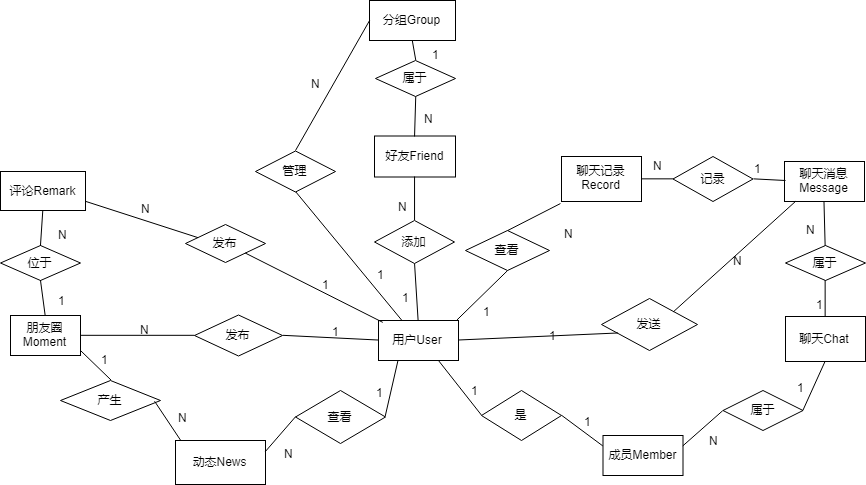 分组Group
1
N
属于
N
管理
好友Friend
聊天记录
Record
N
记录
1
聊天消息
Message
评论Remark
N
N
发布
添加
查看
N
N
N
位于
N
属于
1
1
1
1
1
1
朋友圈
Moment
N
发布
1
用户User
1
发送
聊天Chat
1
产生
N
1
查看
1
是
1
1
属于
N
N
动态News
成员Member